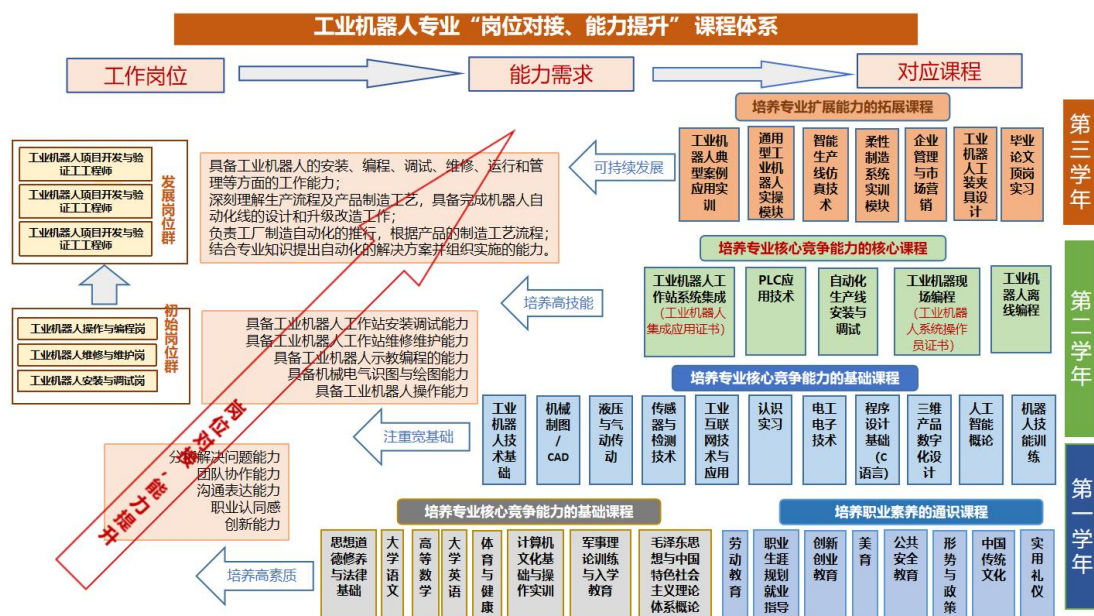 工业机器人专业“岗位对接、能力提升” 课程体系
工作岗位
能力需求
对应课程
第三学年
第二学年
第一学年
工业机器人项目开发与验
证工工程师
工业机器人项目开发与验
证工工程师
工业机器人项目开发与验
证工工程师
发展岗位群
工业机器人操作与编程岗
工业机器人维修与维护岗
工业机器人安装与调试岗
初始岗位群
具备工业机器人的安装、编程、调试、维修、运行和管
理等方面的工作能力；
深刻理解生产流程及产品制造工艺，具备完成机器人自
动化线的设计和升级改造工作；
负责工厂制造自动化的推行，根据产品的制造工艺流程；
结合专业知识提出自动化的解决方案并组织实施的能力。
具备工业机器人工作站安装调试能力
具备工业机器人工作站维修维护能力
具备工业机器人示教编程的能力
具备机械电气识图与绘图能力
具备工业机器人操作能力
分析解决问题能力
团队协作能力
沟通表达能力
职业认同感
创新能力
岗位对接，能力提升
可持续发展
培养高技能
注重宽基础
培养高素质
培养专业扩展能力的拓展课程
工业机
器人典
型案例
应用实
训
通用
型工
业机
器人
实操
模块
智能
生产
线仿
真技
术
柔性
制造
系统
实训
模块
企业
管理
与市
场营
销
工业
机器
人工
装夹
具设
计
毕业
论文
顶岗
实习
培养专业核心竞争能力的核心课程
工业机器人工
作站系统集成
（工业机器人
集成应用证书）
PLC应
用技术
自动化
生产线
安装与
调试
工业机器现
场编程
（工业机器
人系统操作
员证书）
工业机
器人离
线编程
培养专业核心竞争能力的基础课程
工业
机器
人技
术基
础
机械
制图
/
CAD
液压
与气
动传
动
传感
器与
检测
技术
工业
互联
网技
术与
应用
认识
实习
电工
电子
技术
程序
设计
基础
（C
语言）
三维
产品
数字
化设
计
人工
智能
概论
机器
人技
能训
练
培养专业核心竞争能力的基础课程
思想道
德修养
与法律
基础
大学语文
高等数学
大学英语
体育与健康
计算机
文化基
础与操
作实训
军事理
论训练
与入学
教育
毛泽东思
想与中国
特色社会
主义理论
体系概论
培养职业素养的通识课程
劳动教育
职业
生涯
规划
就业
指导
创新
创业
教育
美育
公共
安全
教育
形势与政策
中国
传统
文化
实用礼仪